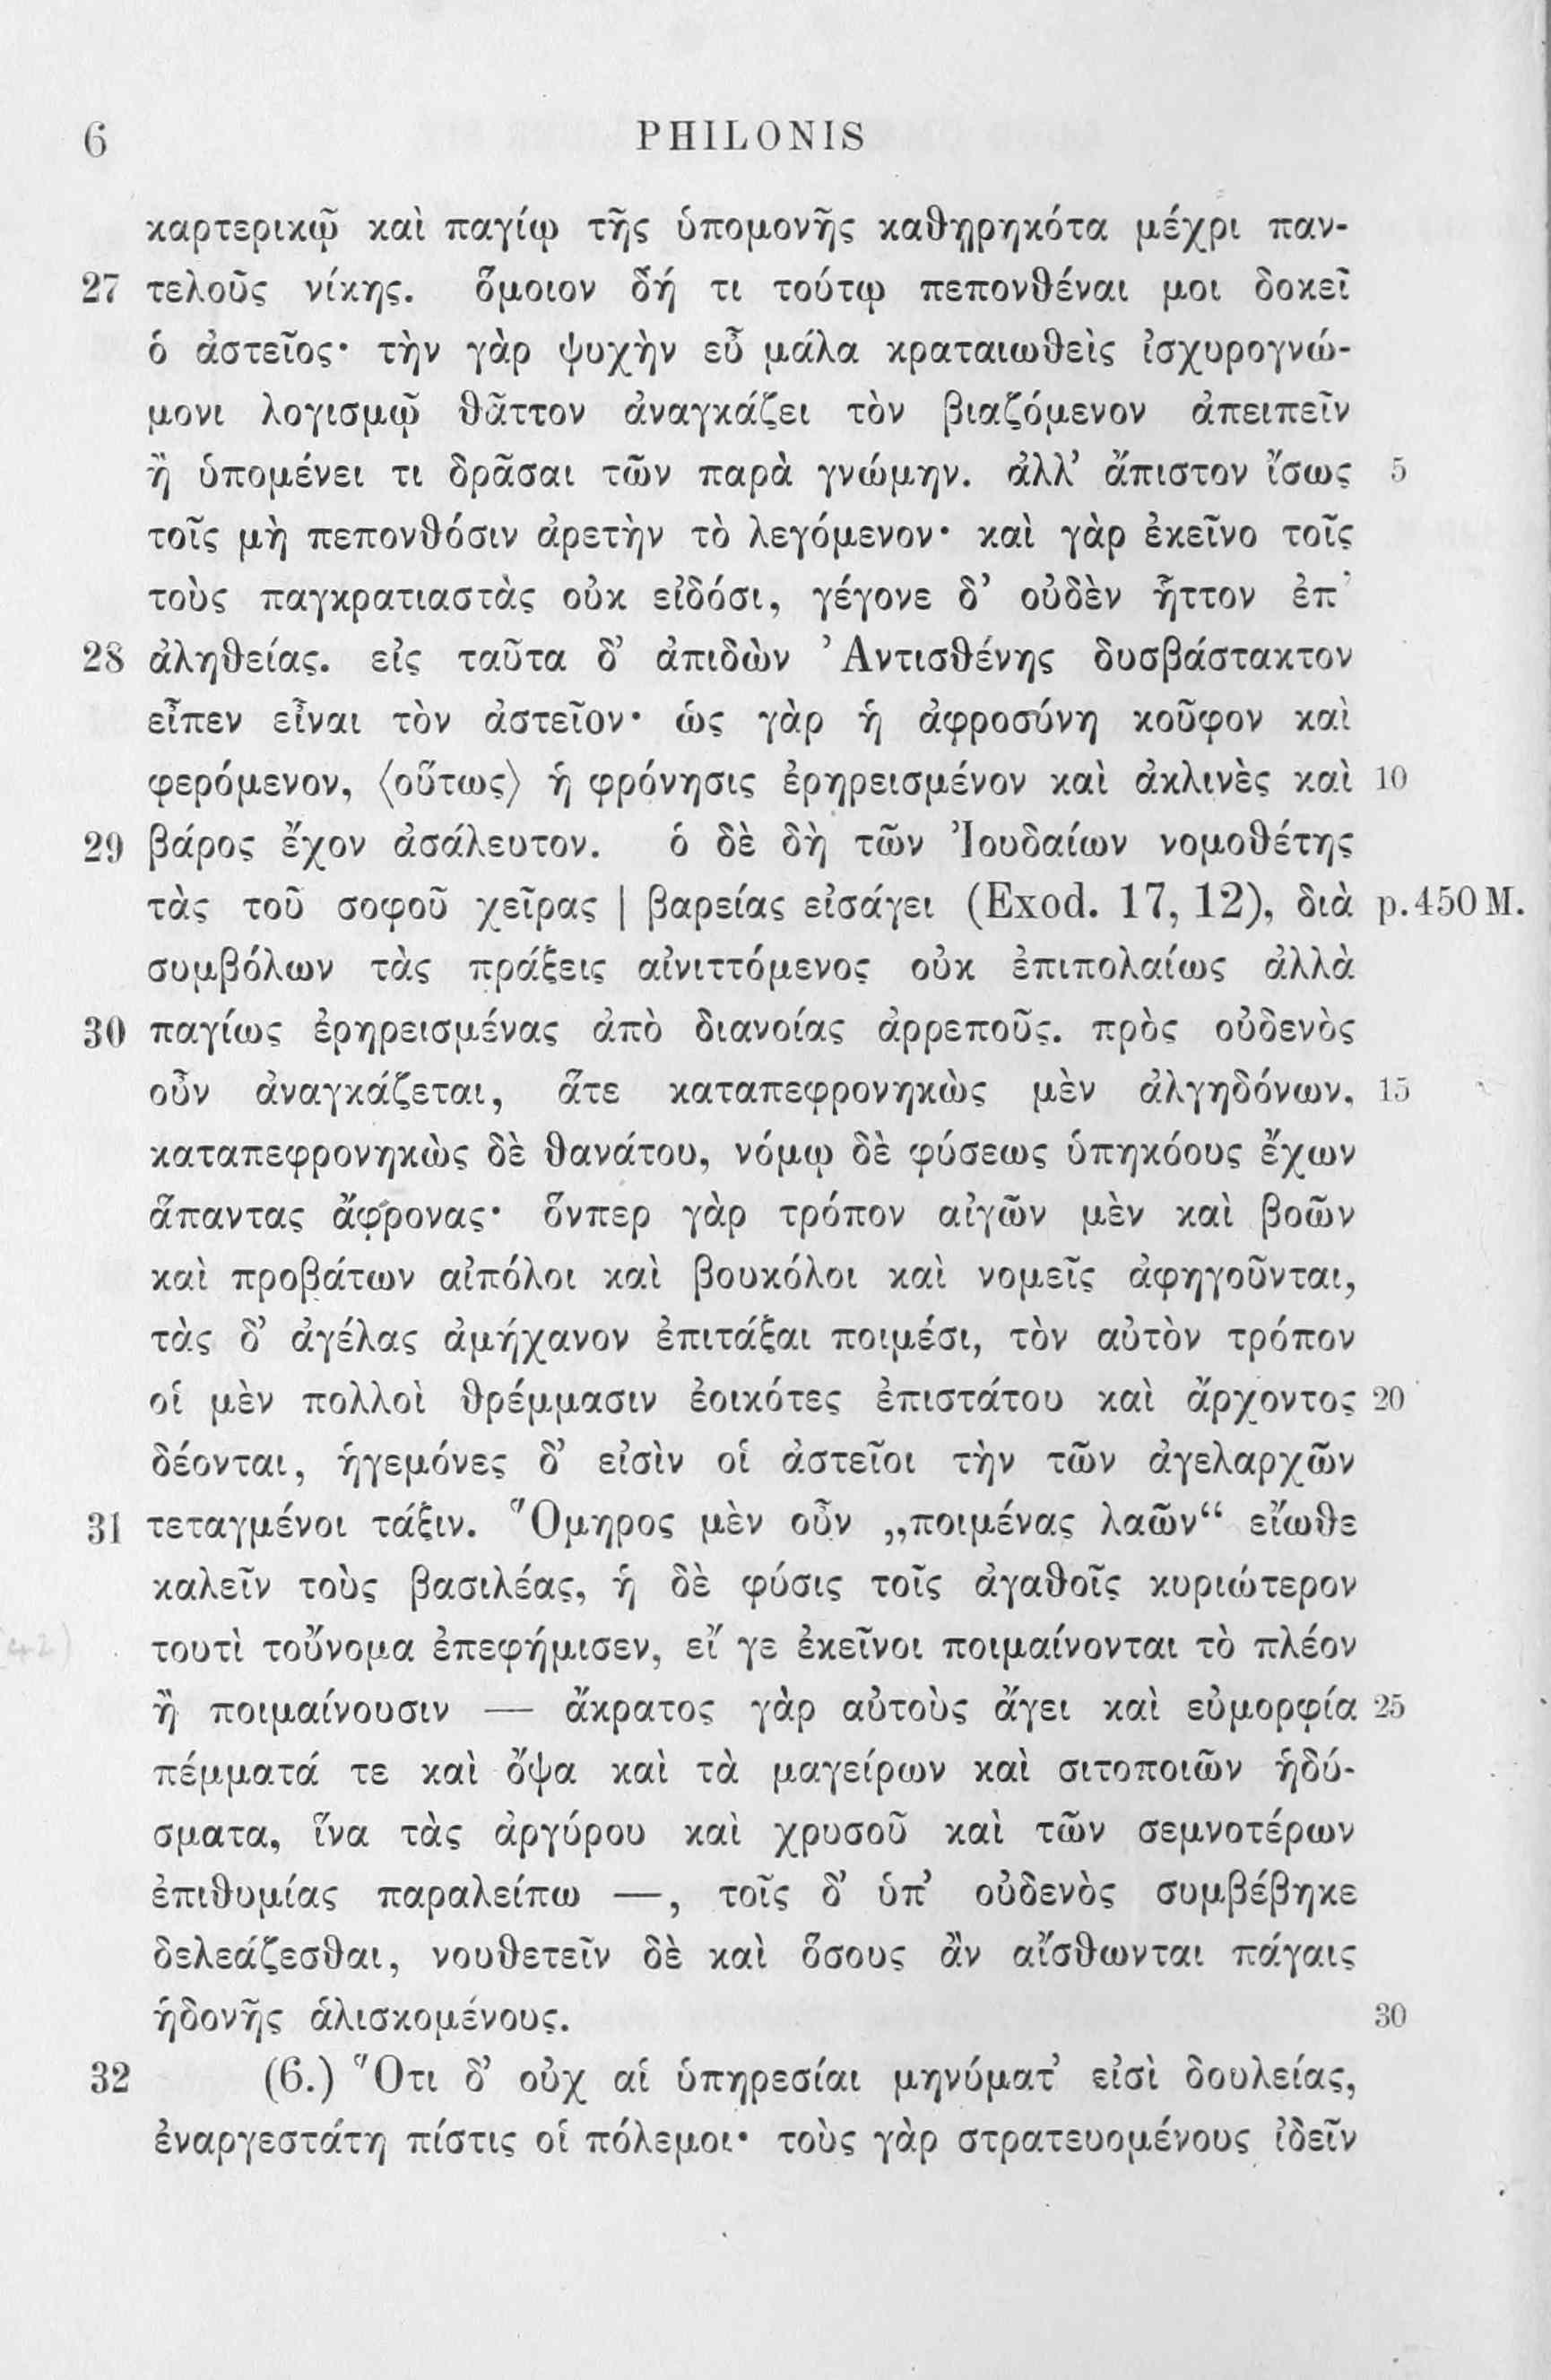 6 PHILONIS
καρτερικῷ καὶ παγίῳ τῆς ὑπομονῆς καθῃρηκότα μέχρι παν-
27 τελοῦς νίκης. ὅμοιον δή τι τούτῳ πεπονθέναι μοι δοκεῖ
ὁ ἀστεῖος· τὴν γὰρ ψυχὴν εὖ μάλα κραταιωθεὶς ἰσχυρογνώ-
μονι λογισμῷ θᾶττον ἀναγκάζει τὸν βιαζόμενον ἀπειπεῖν
ἢ ὑπομένει τι δρᾶσαι τῶν παρὰ γνώμην. ἀλλ’ ἄπιστον ἴσως 5
τοῖς μὴ πεπονθόσιν ἀρετὴν τὸ λεγόμενον· καὶ γὰρ ἐκεῖνο τοῖς
τοὺς παγκρατιαστὰς οὐκ εἰδόσι, γέγονε δ’ οὐδὲν ἧττον ἐπ’
28 ἀληθείας. εἰς ταῦτα δ’ ἀπιδὼν Ἀντισθένης δυσβάστακτον
εἶπεν εἶναι τὸν ἀστεῖον· ὡς γὰρ ἡ ἀφροσύνη κοῦφον καὶ
φερόμενον, ⟨οὕτως⟩ ἡ φρόνησις ἐρηρεισμένον καὶ ἀκλινὲς καὶ 10
29 βάρος ἔχον ἀσάλευτον. ὁ δὲ δὴ τῶν Ἰουδαίων νομοθέτης
τὰς τοῦ σοφοῦ χεῖρας | βαρείας εἰσάγει (Exod. 17, 12), διὰ p. 450 M.
συμβόλων τὰς πράξεις αἰνιττόμενος οὐκ ἐπιπολαίως ἀλλὰ
30 παγίως ἐρηρεισμένας ἀπὸ διανοίας ἀρρεποῦς. πρὸς οὐδενὸς
οὖν ἀναγκάζεται, ἅτε καταπεφρονηκὼς μὲν ἀλγηδόνων, 15
καταπεφρονηκὼς δὲ θανάτου, νόμῳ δὲ φύσεως ὑπηκόους ἔχων
ἅπαντας ἄφρονας· ὅνπερ γὰρ τρόπον αἰγῶν μὲν καὶ βοῶν
καὶ προβάτων αἰπόλοι καὶ βουκόλοι καὶ νομεῖς ἀφηγοῦνται,
τὰς δ’ ἀγέλας ἀμήχανον ἐπιτάξαι ποιμέσι, τὸν αὐτὸν τρόπον
οἱ μὲν πολλοὶ θρέμμασιν ἐοικότες ἐπιστάτου καὶ ἄρχοντος 20
δέονται, ἡγεμόνες δ’ εἰσὶν οἱ ἀστεῖοι τὴν τῶν ἀγελαρχῶν
31 τεταγμένοι τάξιν. Ὅμηρος μὲν οὖν „ποιμένας λαῶν“ εἴωθε
καλεῖν τοὺς βασιλέας, ἡ δὲ φύσις τοῖς ἀγαθοῖς κυριώτερον
τουτὶ τοὔνομα ἐπεφήμισεν, εἴ γε ἐκεῖνοι ποιμαίνονται τὸ πλέον
ἢ ποιμαίνουσιν — ἄκρατος γὰρ αὐτοὺς ἄγει καὶ εὐμορφία 25
πέμματά τε καὶ ὄψα καὶ τὰ μαγείρων καὶ σιτοποιῶν ἡδύ-
σματα, ἵνα τὰς ἀργύρου καὶ χρυσοῦ καὶ τῶν σεμνοτέρων
ἐπιθυμίας παραλείπω —, τοῖς δ’ ὑπ’ οὐδενὸς συμβέβηκε
δελεάζεσθαι, νουθετεῖν δὲ καὶ ὅσους ἂν αἴσθωνται πάγαις
ἡδονῆς ἁλισκομένους. 30
32 (6.) Ὅτι δ’ οὐχ αἱ ὑπηρεσίαι μηνύματ’ εἰσὶ δουλείας,
ἐναργεστάτη πίστις οἱ πόλεμοι· τοὺς γὰρ στρατευομένους ἰδεῖν